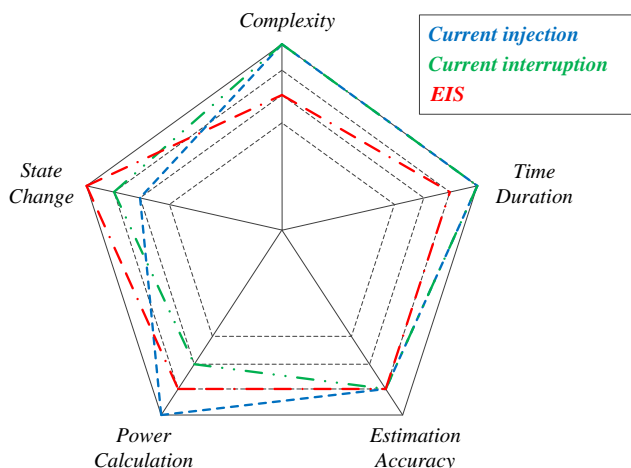 Complexity
Current injection
Current interruption
EIS
State
Change
Time
Duration
Power
Calculation
Estimation
Accuracy